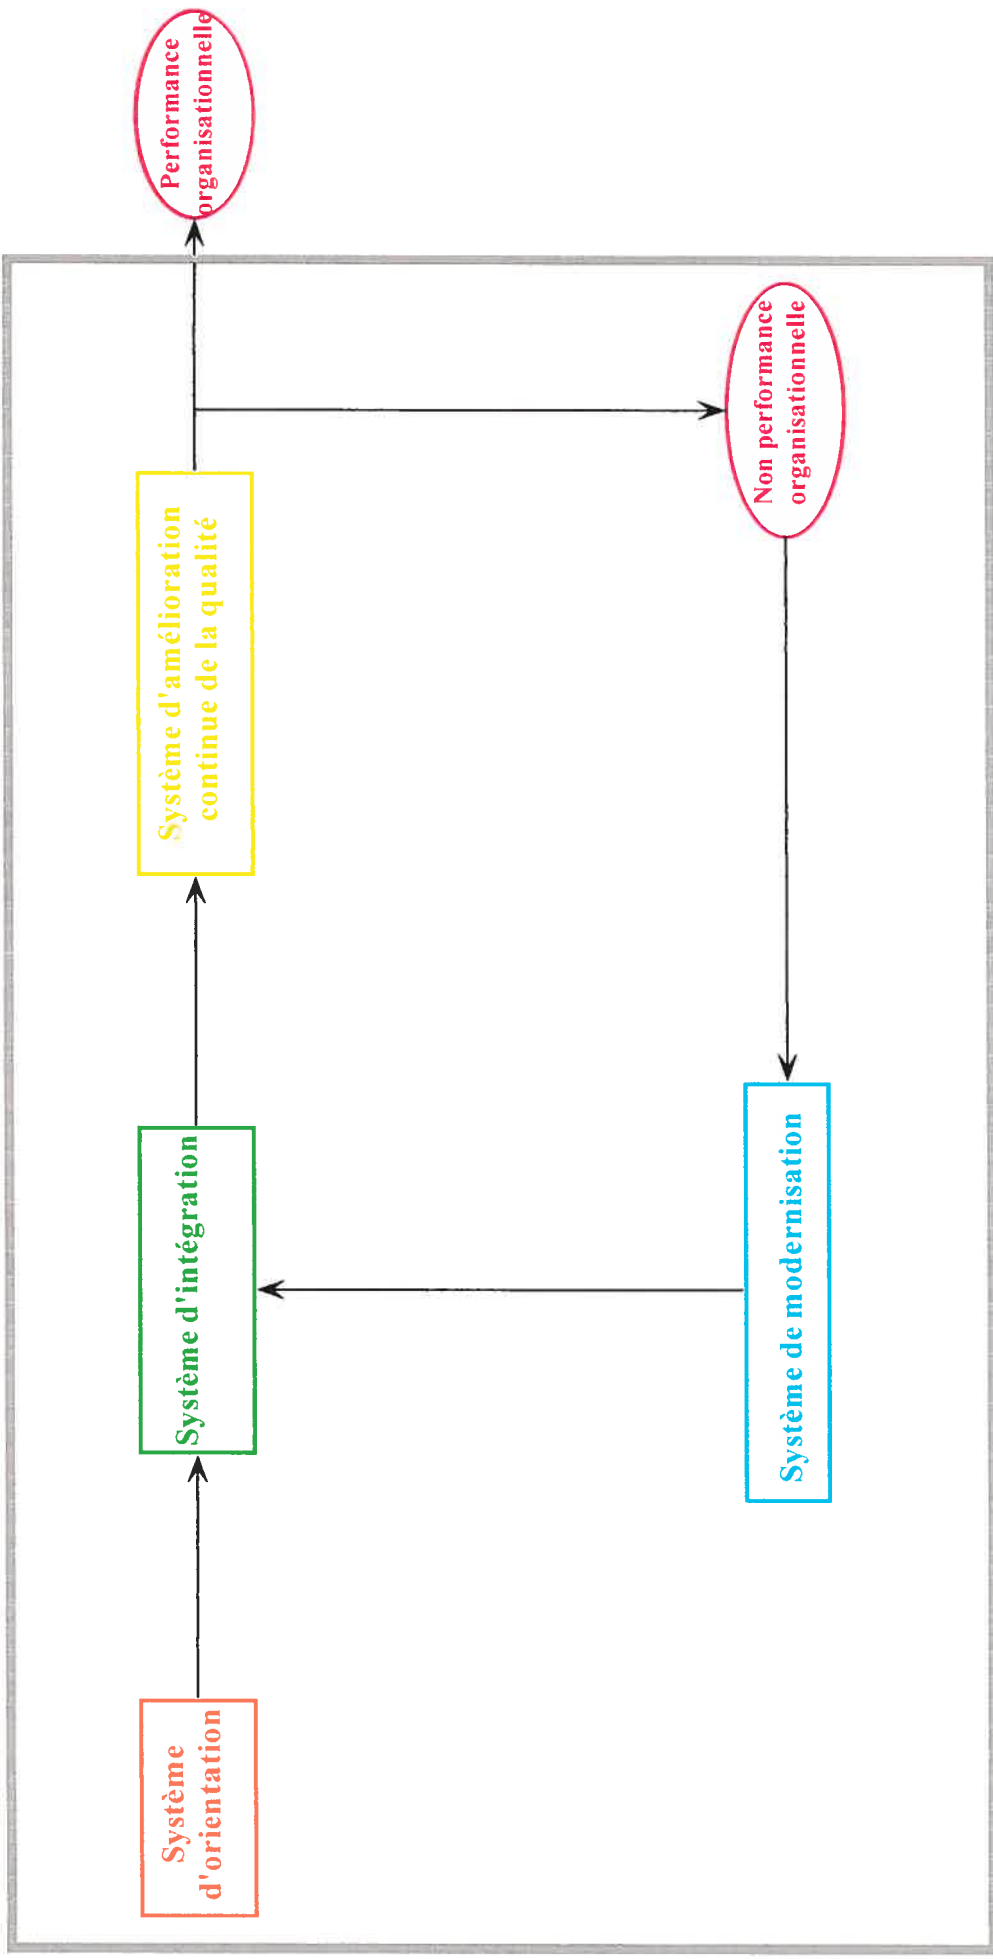 Système
d'orientation
Système d'intégration
Système d'amélioration
continue de la qualité
Performance
organisationnelle
Système de modernisation
Non performance
organisationnelle